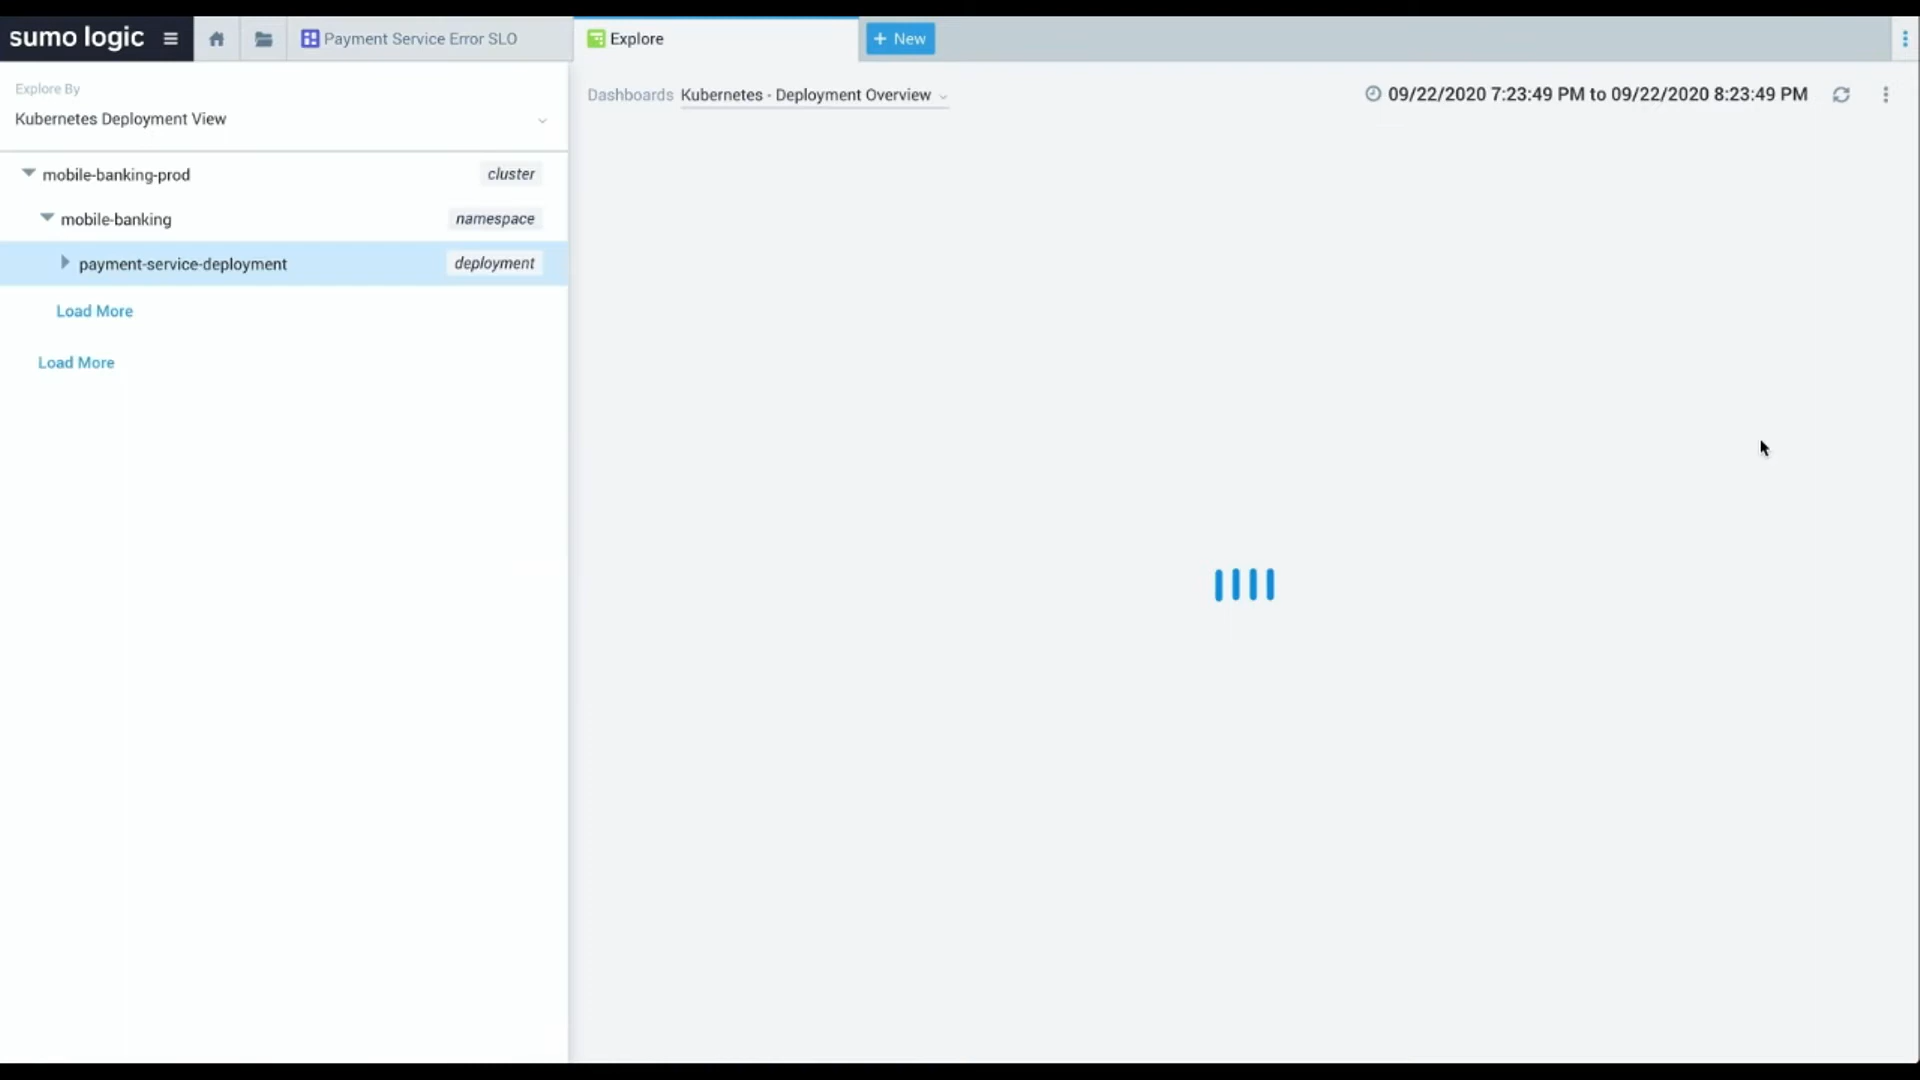 sumo logic
Payment Service Error SLO
Explore
+ New
Explore By
Kubernetes Deployment View
Dashboards Kubernetes - Deployment Overview
09/22/2020 7:23:49 PM to 09/22/2020 8:23:49 PM
mobile-banking-prod cluster
mobile-banking namespace
payment-service-deployment deployment
Load More
Load More